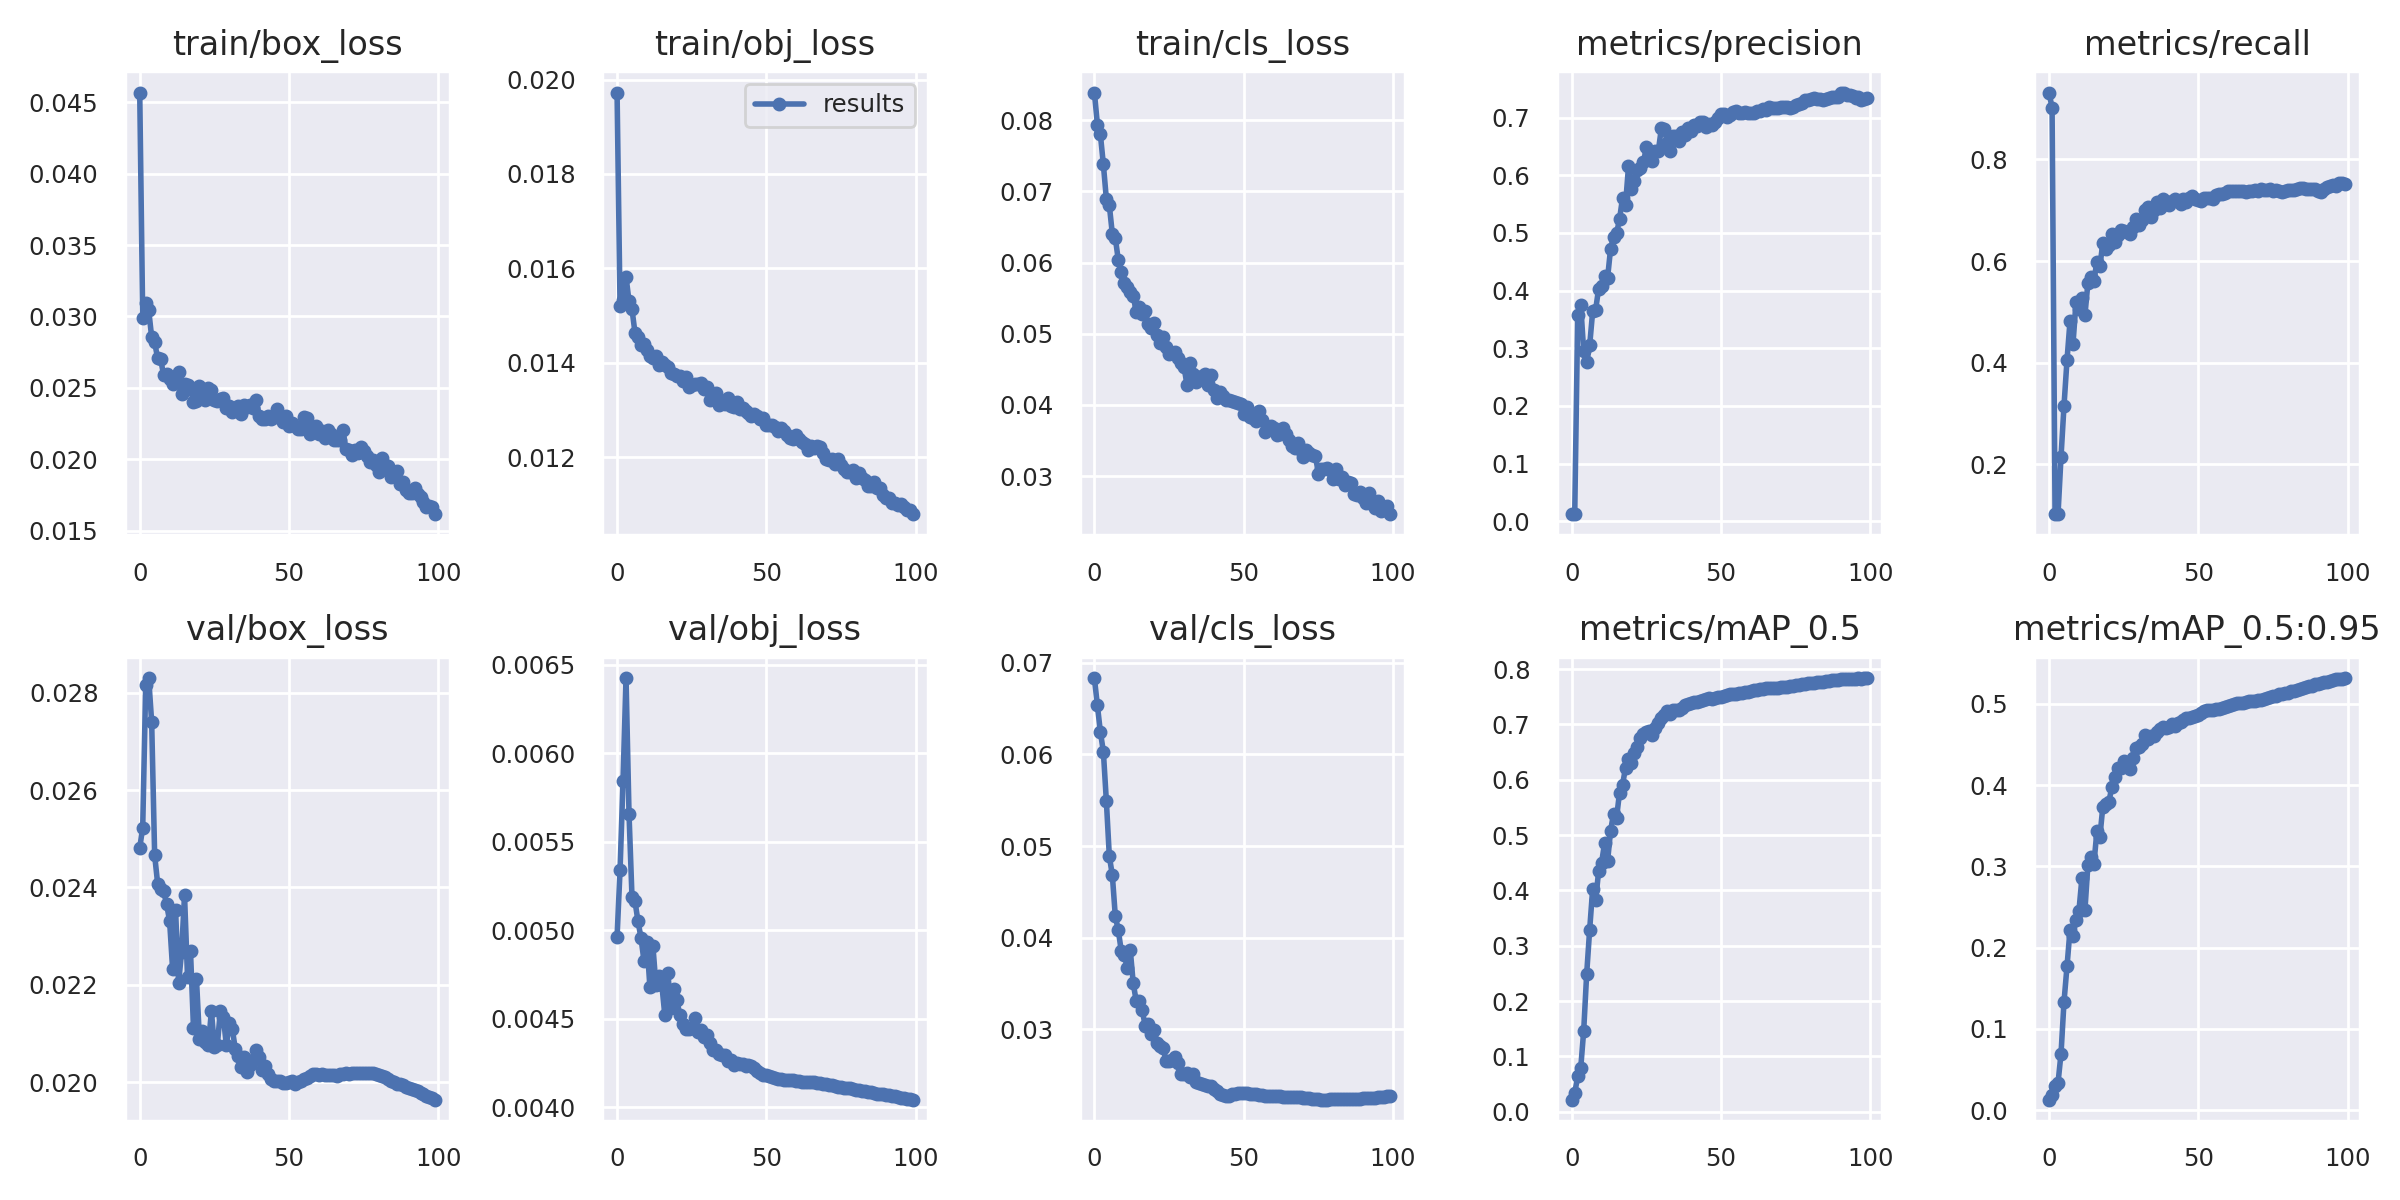 train/box_loss
0.045
0.040
0.035
0.030
0.025
0.020
0.015
0 50 100
train/obj_loss
results
0.020
0.018
0.016
0.014
0.012
0 50 100
train/cls_loss
0.08
0.07
0.06
0.05
0.04
0.03
0 50 100
metrics/precision
0.7
0.6
0.5
0.4
0.3
0.2
0.1
0.0
0 50 100
metrics/recall
0.8
0.6
0.4
0.2
0 50 100
val/box_loss
0.028
0.026
0.024
0.022
0.020
0 50 100
val/obj_loss
0.0065
0.0060
0.0055
0.0050
0.0045
0.0040
0 50 100
val/cls_loss
0.07
0.06
0.05
0.04
0.03
0 50 100
metrics/mAP_0.5
0.8
0.7
0.6
0.5
0.4
0.3
0.2
0.1
0.0
0 50 100
metrics/mAP_0.5:0.95
0.5
0.4
0.3
0.2
0.1
0.0
0 50 100